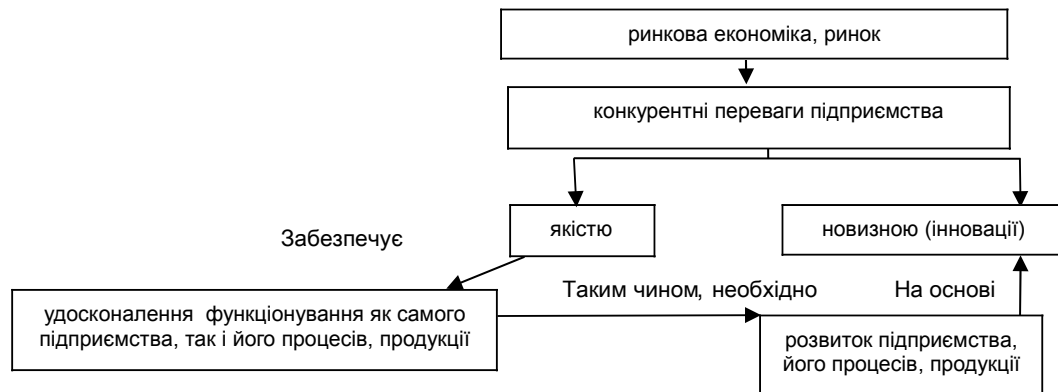 ринкова економіка, ринок
конкурентні переваги підприємства
якістю
новизною (інновації)
Забезпечує
Таким чином, необхідно
На основі
удосконалення функціонування як самого
підприємства, так і його процесів, продукції
розвиток підприємства,
його процесів, продукції